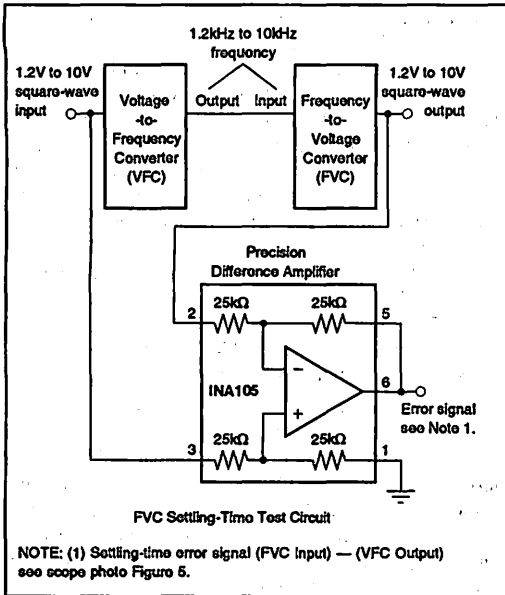 1.2kHz to 10kHz
frequency
1.2V to 10V
square-wave
input
Voltage
-to-
Frequency
Converter
(VFC)
Output
Input
Frequency
-to-
Voltage
Converter
(FVC)
1.2V to 10V
square-wave
output
Precision
Difference Amplifier
2
25kΩ
25kΩ
5
−
INA105
6
+
Error signal
see Note 1.
3
25kΩ
25kΩ
1
FVC Settling-Time Test Circuit
NOTE: (1) Settling-time error signal (FVC Input) — (VFC Output)
see scope photo Figure 5.